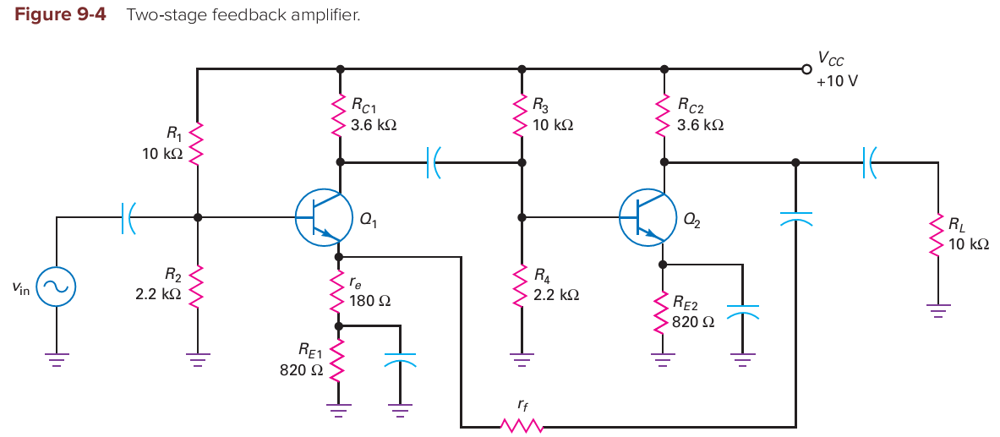 Figure 9-4 Two-stage feedback amplifier.
VCC
+10 V
RC1
3.6 kΩ
R3
10 kΩ
RC2
3.6 kΩ
R1
10 kΩ
Q1
Q2
RL
10 kΩ
vin
R2
2.2 kΩ
re
180 Ω
R4
2.2 kΩ
RE2
820 Ω
RE1
820 Ω
rf